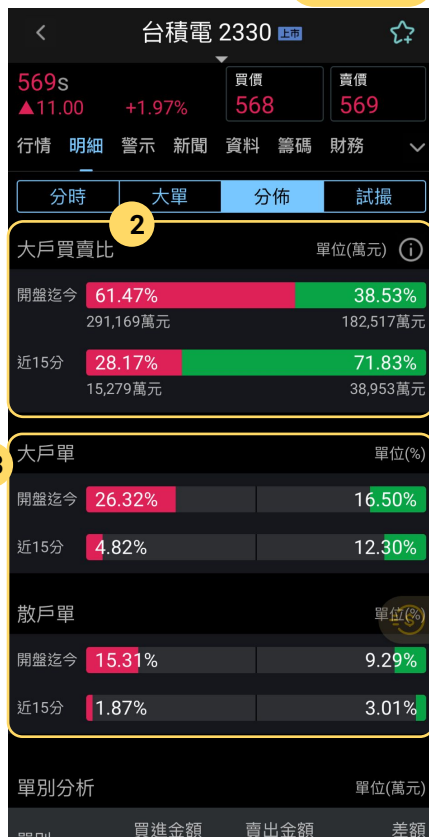 台積電 2330 上市
569s
▲11.00 +1.97%
買價
568
賣價
569
行情 明細 警示 新聞 資料 籌碼 財務
分時 大單 分佈 試撮
2
大戶買賣比 單位(萬元)
開盤迄今 61.47% 38.53%
291,169萬元 182,517萬元
近15分 28.17% 71.83%
15,279萬元 38,953萬元
大戶單 單位(%)
開盤迄今 26.32% 16.50%
近15分 4.82% 12.30%
散戶單 單位(%)
開盤迄今 15.31% 9.29%
近15分 1.87% 3.01%
單別分析 單位(萬元)
買進金額 賣出金額 差額